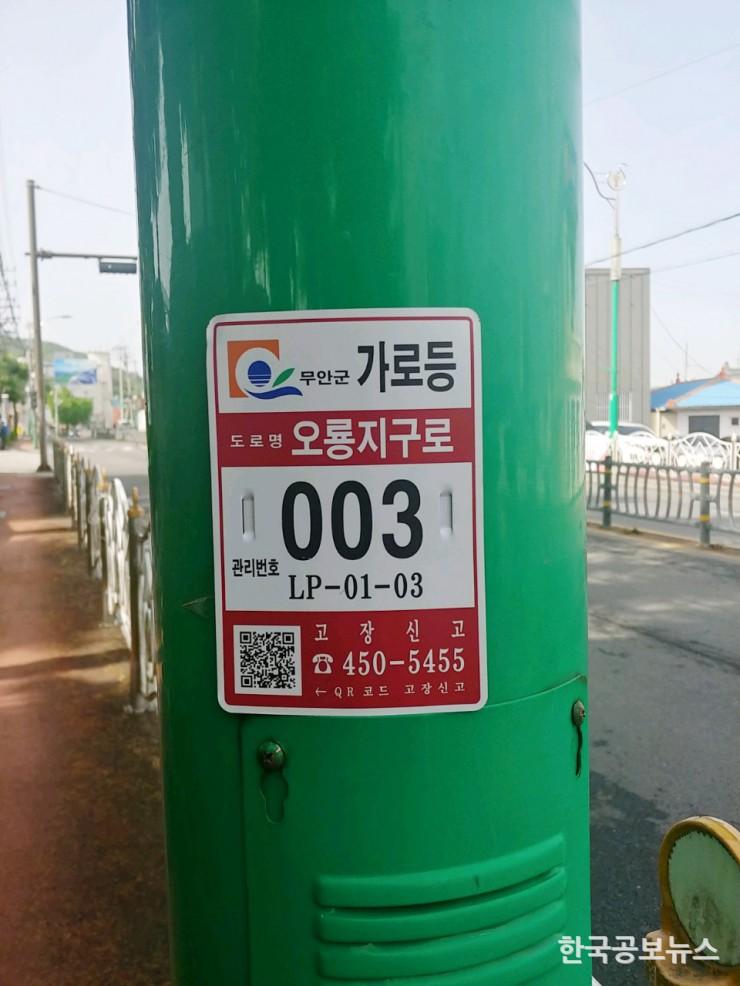 무안군 가로등
도로명 오룡지구로
003
관리번호 LP-01-03
고장신고
☎ 450-5455
← QR코드 고장신고
한국공보뉴스